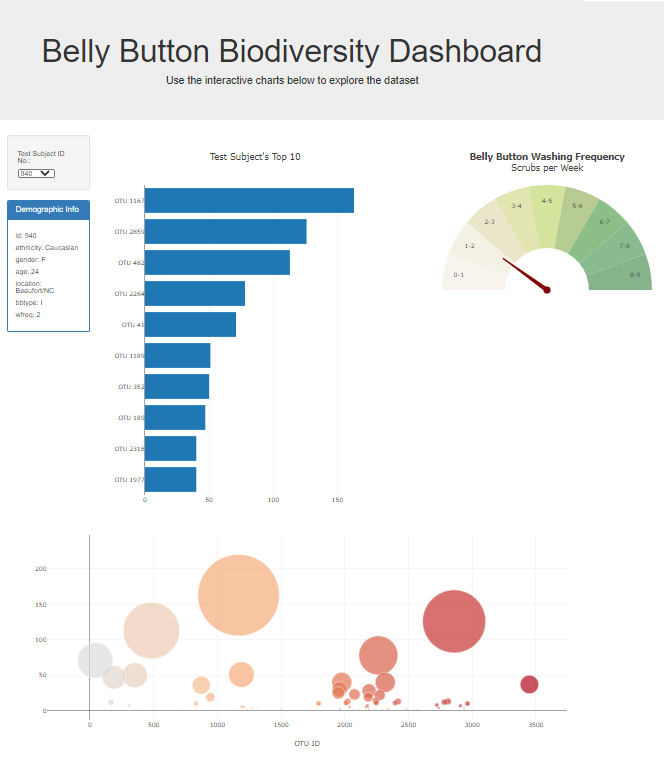 Belly Button Biodiversity Dashboard
Use the interactive charts below to explore the dataset
Test Subject ID
No.:
940
Demographic Info
id: 940
ethnicity: Caucasian
gender: F
age: 24
location:
Beaufort/NC
bbtype: I
wfreq: 2
Test Subject's Top 10
OTU 1167
OTU 2859
OTU 482
OTU 2264
OTU 41
OTU 1189
OTU 352
OTU 189
OTU 2318
OTU 1977
0 50 100 150
Belly Button Washing Frequency
Scrubs per Week
0-1
1-2
2-3
3-4
4-5
5-6
6-7
7-8
8-9
200
150
100
50
0
0 500 1000 1500 2000 2500 3000 3500
OTU ID